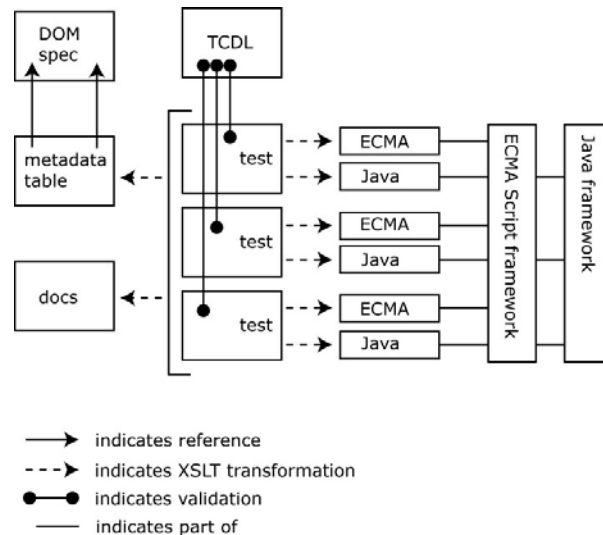 DOM
spec
TCDL
metadata
table
docs
test
test
test
ECMA
Java
ECMA
Java
ECMA
Java
ECMA Script framework
Java framework
indicates reference
indicates XSLT transformation
indicates validation
indicates part of